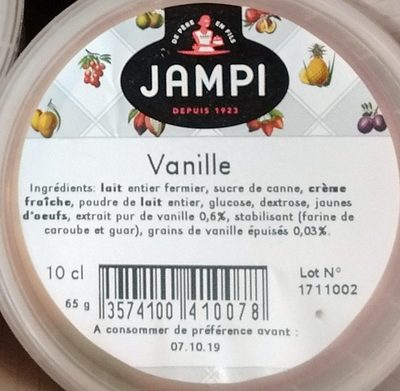 DE PÈRE EN FILS
JAMPI
DEPUIS 1923
Vanille
Ingrédients: lait entier fermier, sucre de canne, crème
fraîche, poudre de lait entier, glucose, dextrose, jaunes
d'oeufs, extrait pur de vanille 0,6%, stabilisant (farine de
caroube et guar), grains de vanille épuisés 0,03%.
10 cl
65 g
3574100 410078
Lot N°
1711002
A consommer de préférence avant :
07.10.19